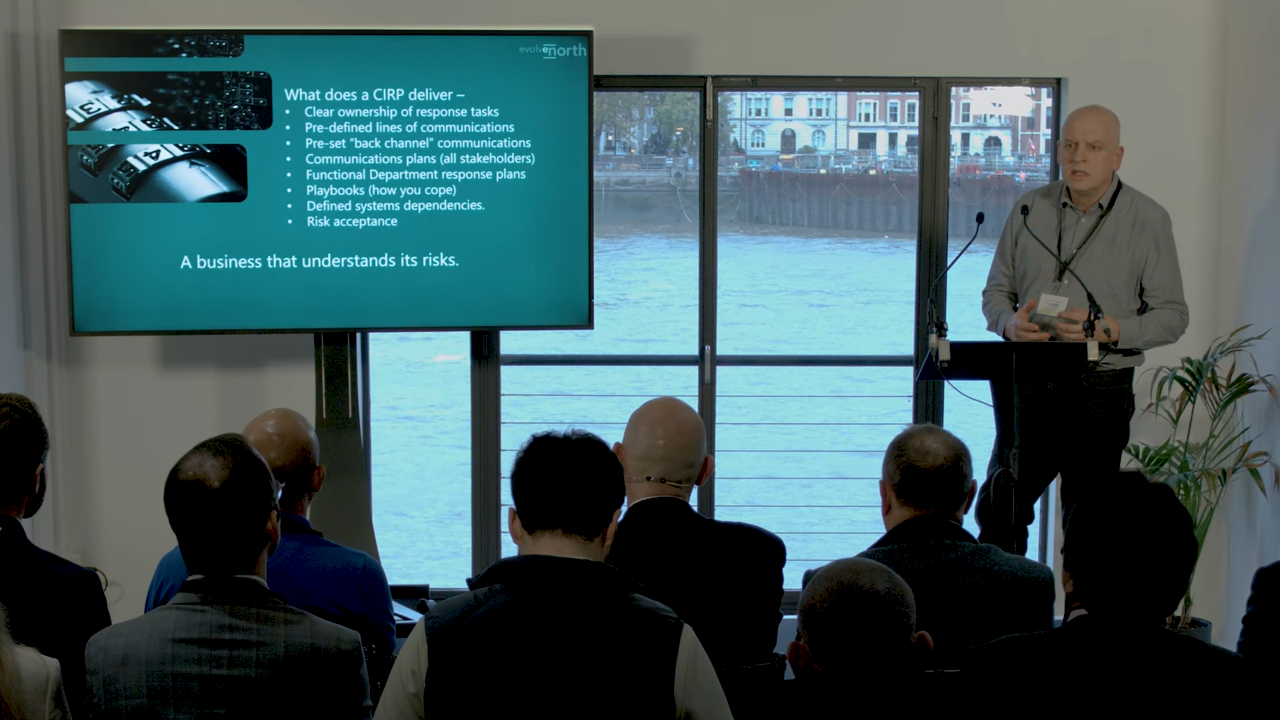 evolvenorth
What does a CIRP deliver –
• Clear ownership of response tasks
• Pre-defined lines of communications
• Pre-set "back channel" communications
• Communications plans (all stakeholders)
• Functional Department response plans
• Playbooks (how you cope)
• Defined systems dependencies.
• Risk acceptance
A business that understands its risks.